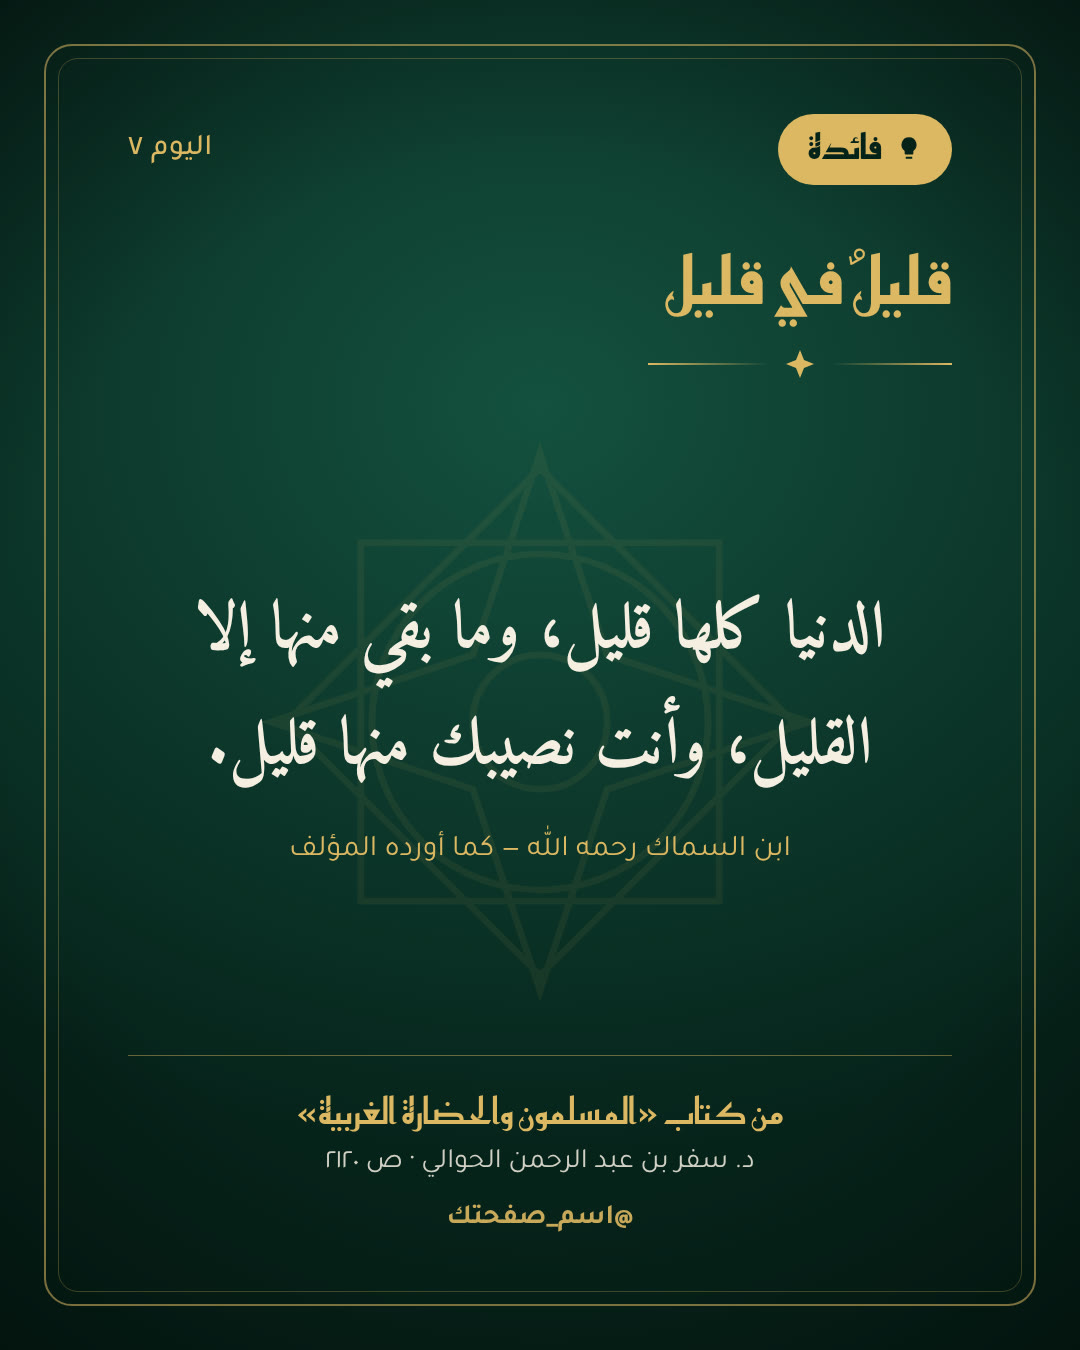 فائدة
اليوم ٧
قليلٌ في قليل
الدنيا كلها قليل، وما بقي منها إلا
القليل، وأنت نصيبك منها قليل.
ابن السماك رحمه الله — كما أورده المؤلف
من كتاب «المسلمون والحضارة الغربية»
د. سفر بن عبد الرحمن الحوالي · ص ٢١٢٠
@اسم_صفحتك